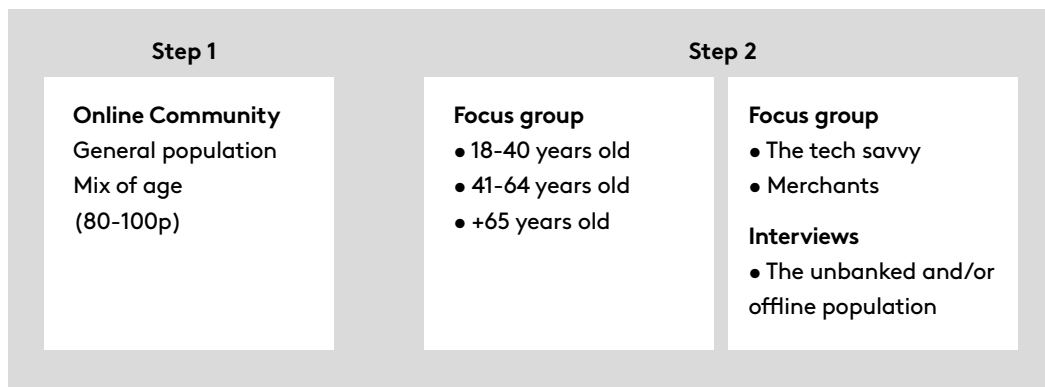 Step 1
Online Community
General population
Mix of age
(80-100p)
Step 2
Focus group
• 18-40 years old
• 41-64 years old
• +65 years old
Focus group
• The tech savvy
• Merchants
Interviews
• The unbanked and/or
offline population